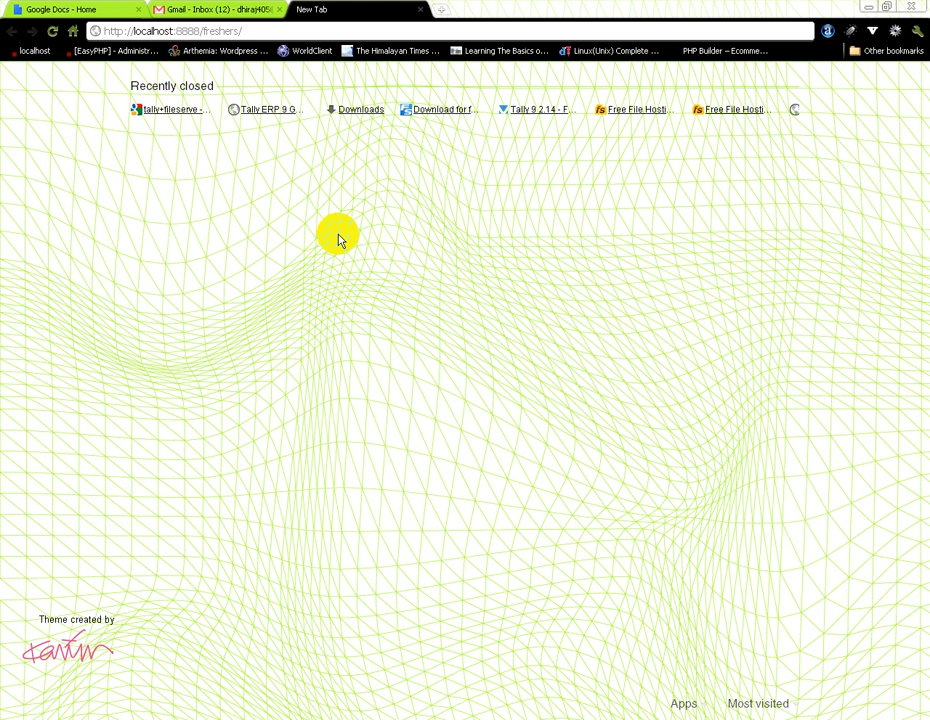 Google Docs - Home
Gmail - Inbox (12) - dhiraj405
New Tab
http://localhost:8888/freshers/
localhost
[EasyPHP] - Administr...
Arthemia: Wordpress ...
WorldClient
The Himalayan Times ...
Learning The Basics o...
Linux(Unix) Complete ...
PHP Builder – Ecomme...
Other bookmarks
Recently closed
tally+fileserve -...
Tally ERP 9 G...
Downloads
Download for f...
Tally 9 2.14 - F...
fs Free File Hosti...
fs Free File Hosti...
Theme created by
Apps
Most visited